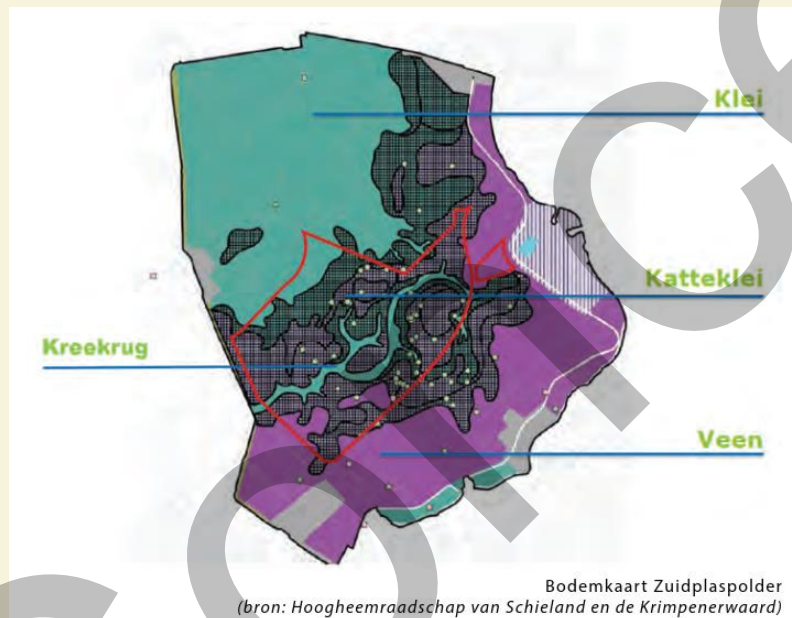 Klei
Katteklei
Kreekrug
Veen
Bodemkaart Zuidplaspolder
(bron: Hoogheemraadschap van Schieland en de Krimpenerwaard)